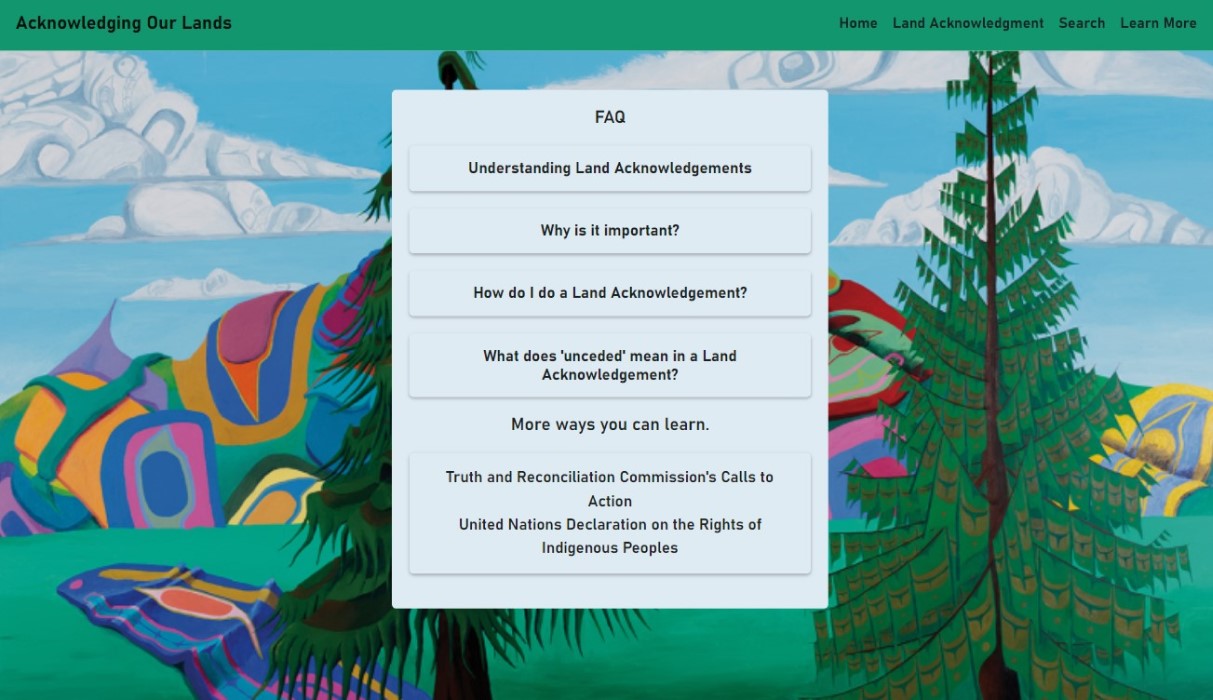 Acknowledging Our Lands
Home Land Acknowledgment Search Learn More
FAQ
Understanding Land Acknowledgements
Why is it important?
How do I do a Land Acknowledgement?
What does 'unceded' mean in a Land
Acknowledgement?
More ways you can learn.
Truth and Reconciliation Commission's Calls to
Action
United Nations Declaration on the Rights of
Indigenous Peoples